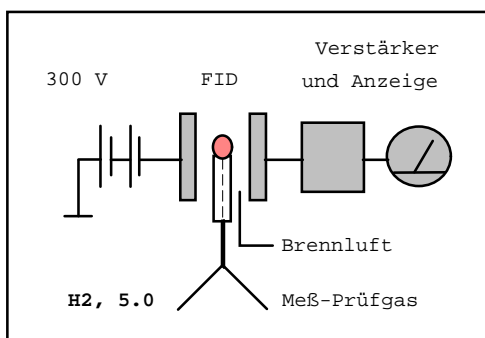 Verstärker
300 V FID und Anzeige
Brennluft
H2, 5.0 Meß-Prüfgas